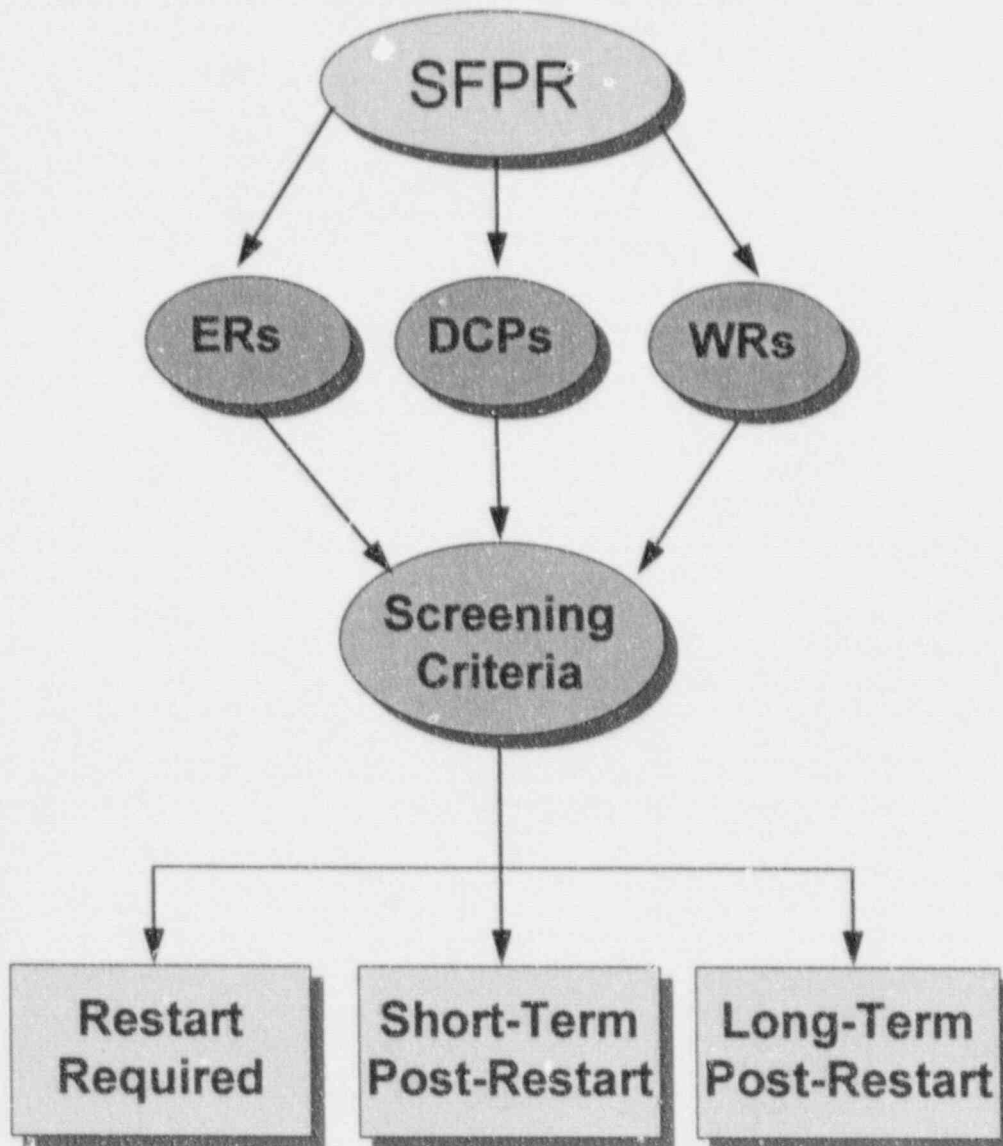 SFPR
ERs
DCPs
WRs
Screening
Criteria
Restart
Required
Short-Term
Post-Restart
Long-Term
Post-Restart